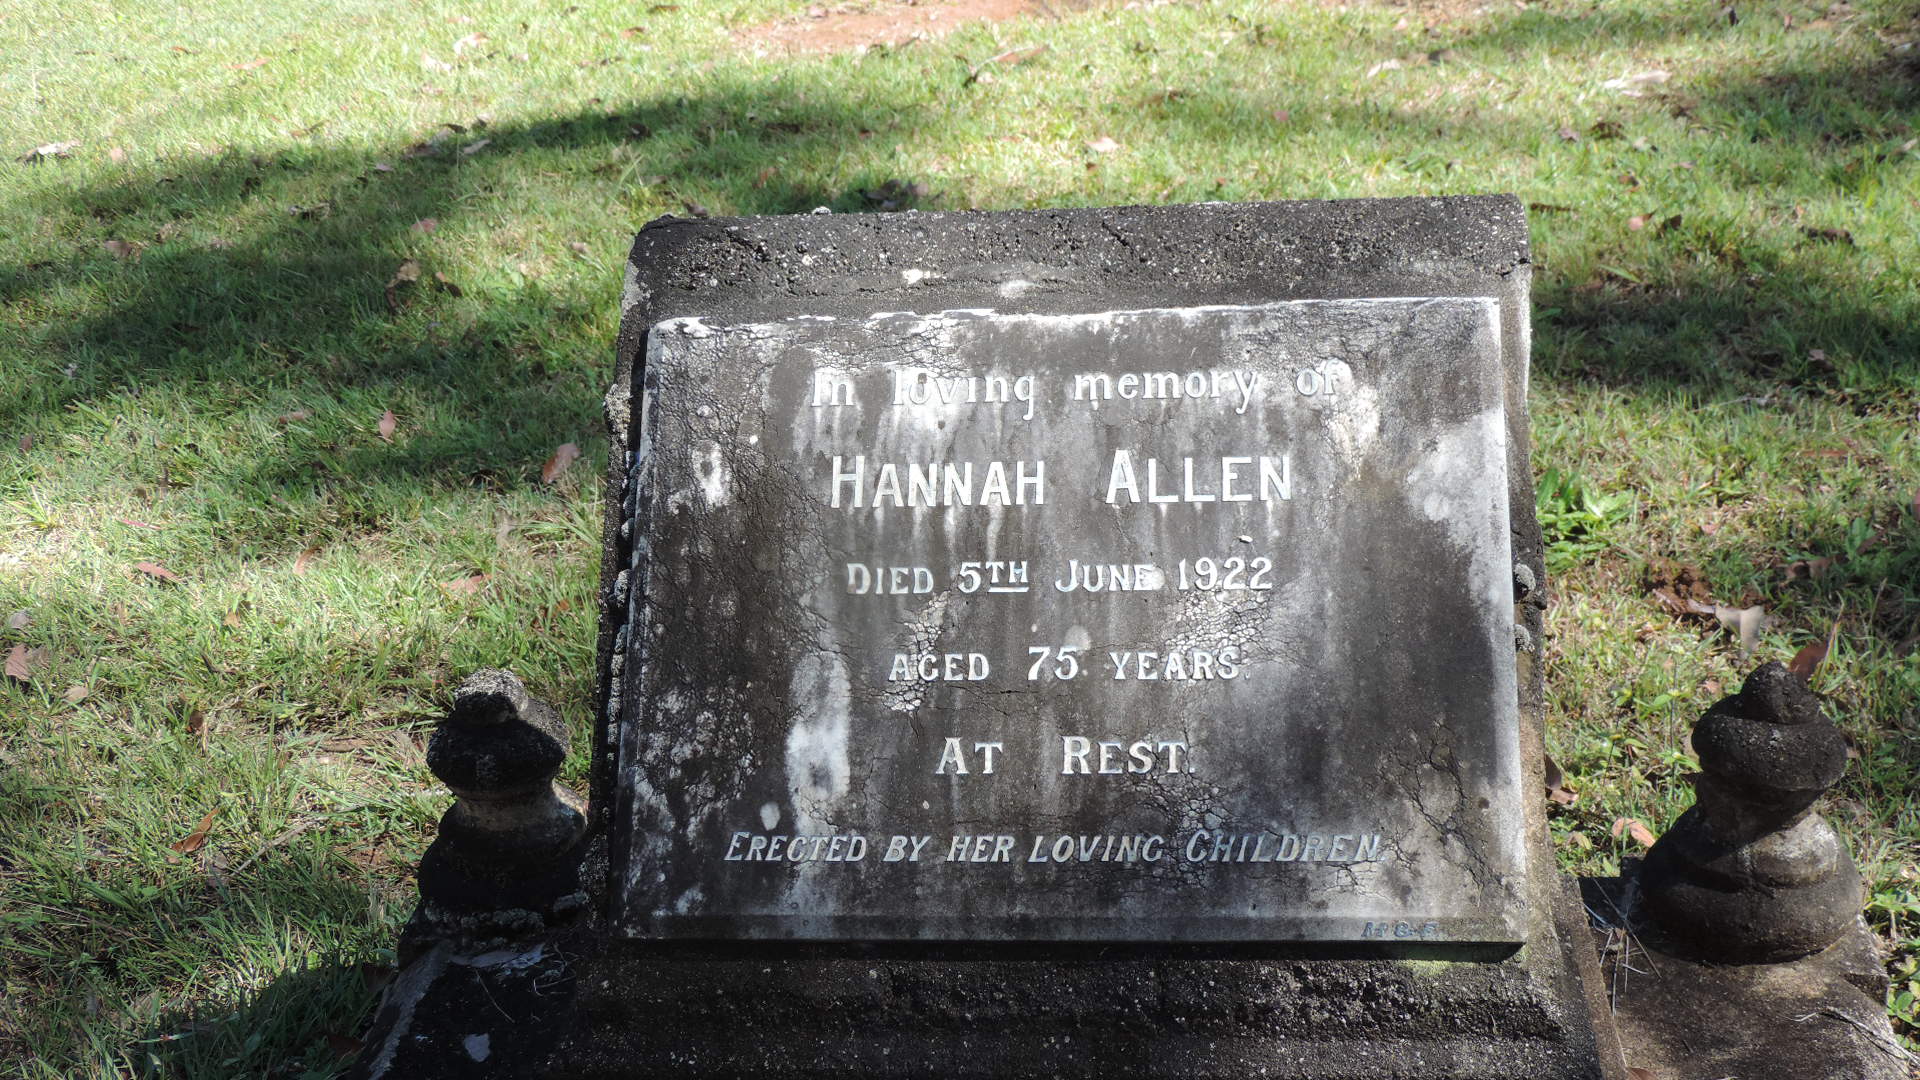 In loving memory of
HANNAH ALLEN
DIED 5TH JUNE 1922
AGED 75 YEARS.
AT REST.
ERECTED BY HER LOVING CHILDREN.